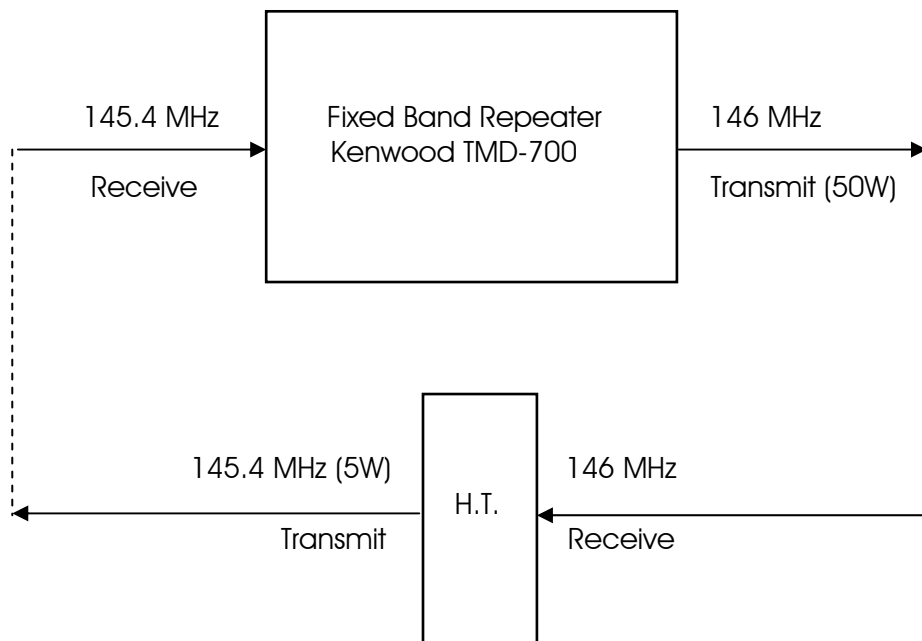 145.4 MHz
Receive
Fixed Band Repeater
Kenwood TMD-700
146 MHz
Transmit (50W)
145.4 MHz (5W)
Transmit
H.T.
146 MHz
Receive